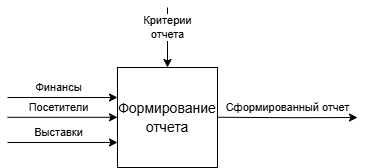 Критерии
отчета
Финансы
Посетители
Выставки
Формирование
отчета
Сформированный отчет